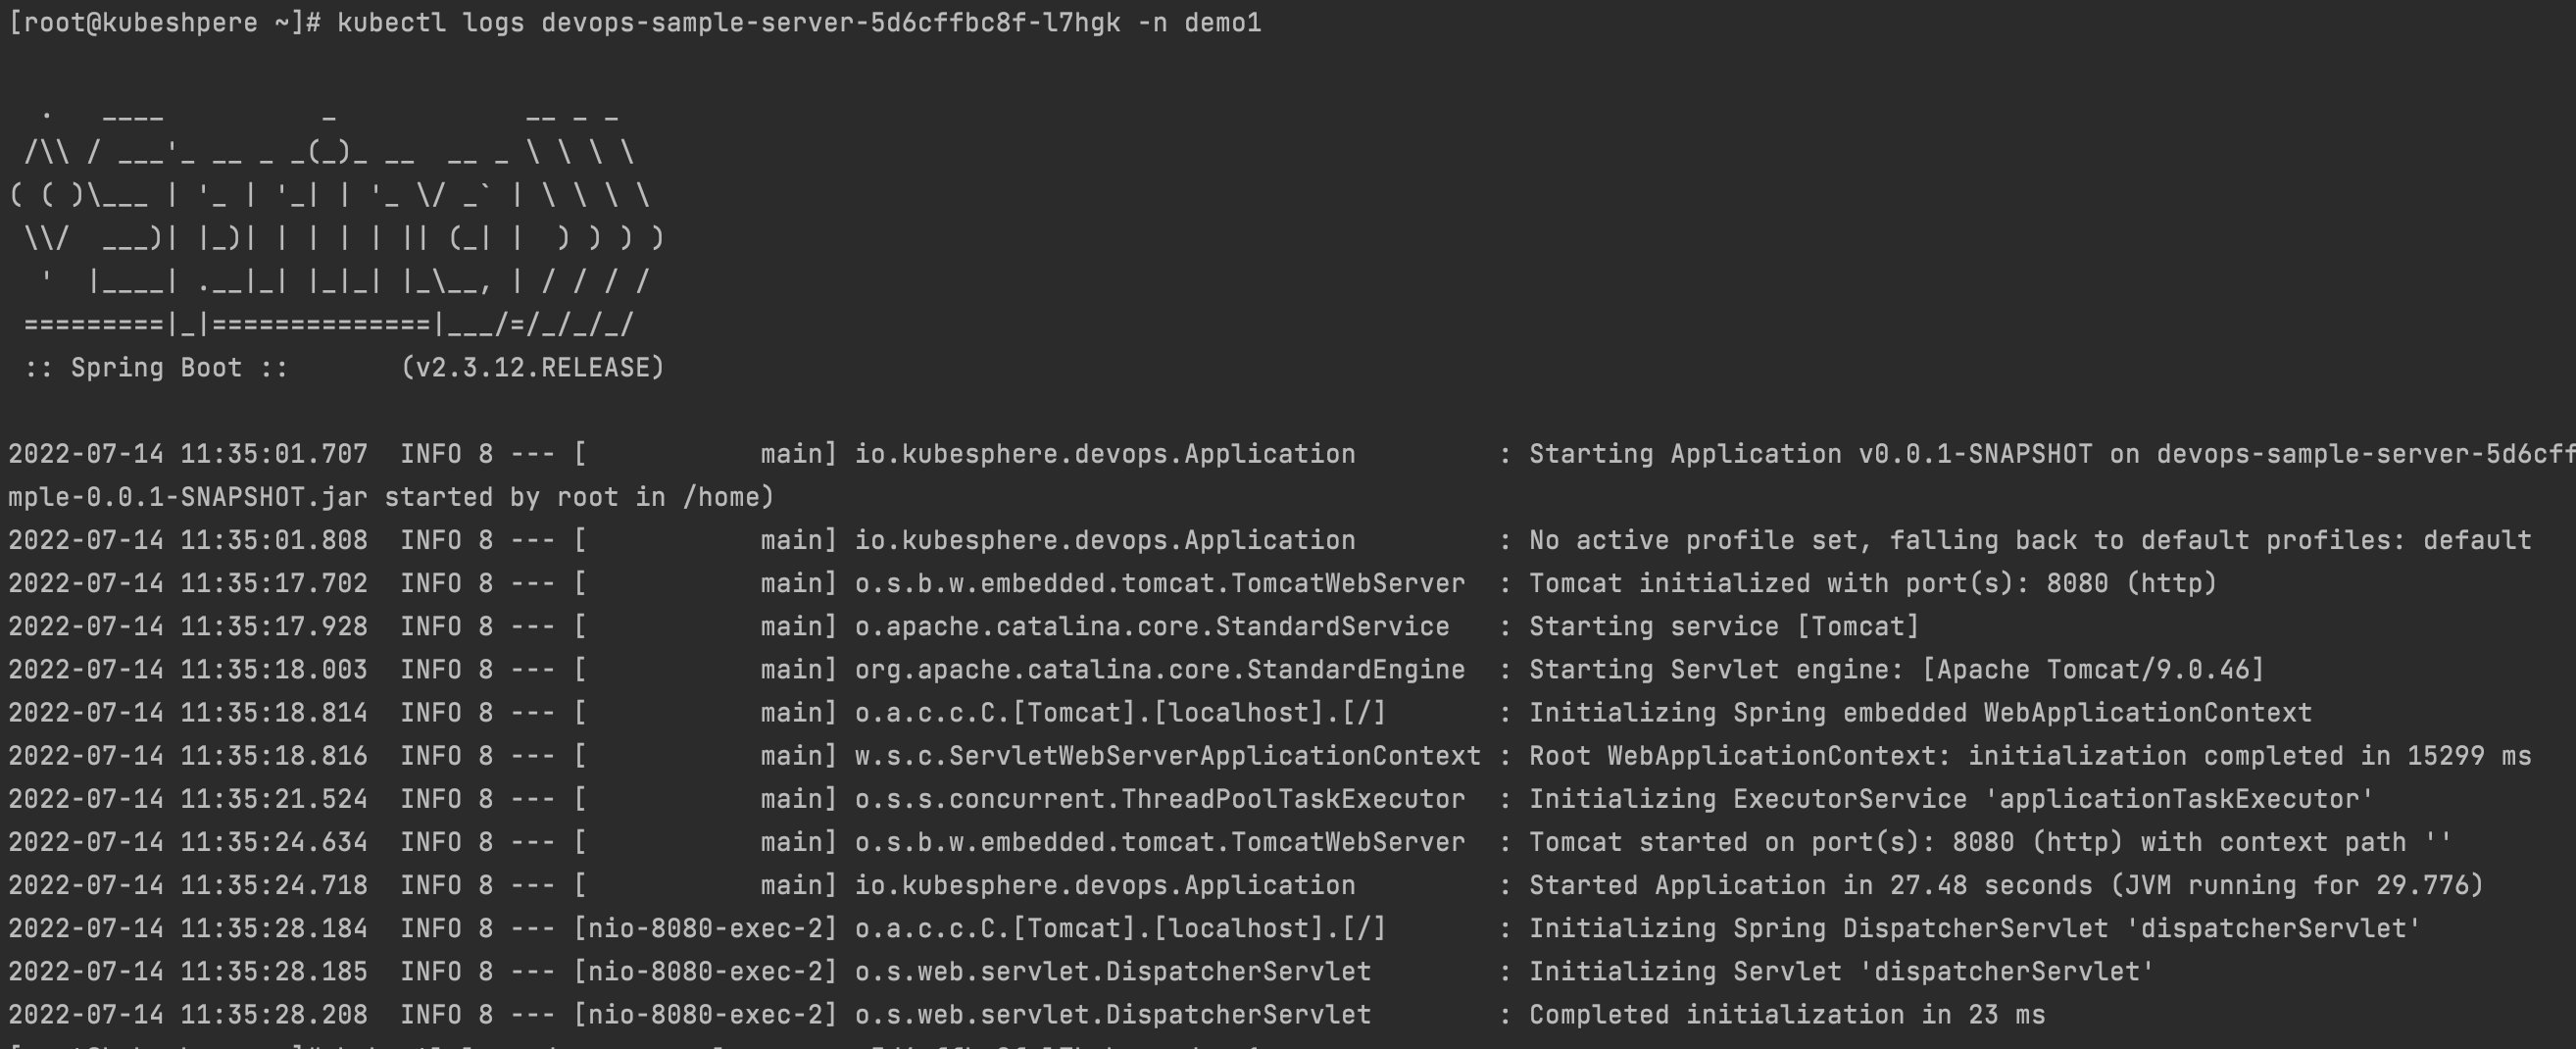 [root@kubeshpere ~]# kubectl logs devops-sample-server-5d6cffbc8f-l7hgk -n demo1
  .   ____          _            __ _ _
 /\\ / ___'_ __ _ _(_)_ __  __ _ \ \ \ \
( ( )\___ | '_ | '_| | '_ \/ _` | \ \ \ \
 \\/  ___)| |_)| | | | | || (_| |  ) ) ) )
  '  |____| .__|_| |_|_| |_\__, | / / / /
 =========|_|==============|___/=/_/_/_/
 :: Spring Boot ::       (v2.3.12.RELEASE)
2022-07-14 11:35:01.707  INFO 8 --- [           main] io.kubesphere.devops.Application         : Starting Application v0.0.1-SNAPSHOT on devops-sample-server-5d6cff
mple-0.0.1-SNAPSHOT.jar started by root in /home)
2022-07-14 11:35:01.808  INFO 8 --- [           main] io.kubesphere.devops.Application         : No active profile set, falling back to default profiles: default
2022-07-14 11:35:17.702  INFO 8 --- [           main] o.s.b.w.embedded.tomcat.TomcatWebServer  : Tomcat initialized with port(s): 8080 (http)
2022-07-14 11:35:17.928  INFO 8 --- [           main] o.apache.catalina.core.StandardService   : Starting service [Tomcat]
2022-07-14 11:35:18.003  INFO 8 --- [           main] org.apache.catalina.core.StandardEngine  : Starting Servlet engine: [Apache Tomcat/9.0.46]
2022-07-14 11:35:18.814  INFO 8 --- [           main] o.a.c.c.C.[Tomcat].[localhost].[/]       : Initializing Spring embedded WebApplicationContext
2022-07-14 11:35:18.816  INFO 8 --- [           main] w.s.c.ServletWebServerApplicationContext : Root WebApplicationContext: initialization completed in 15299 ms
2022-07-14 11:35:21.524  INFO 8 --- [           main] o.s.s.concurrent.ThreadPoolTaskExecutor  : Initializing ExecutorService 'applicationTaskExecutor'
2022-07-14 11:35:24.634  INFO 8 --- [           main] o.s.b.w.embedded.tomcat.TomcatWebServer  : Tomcat started on port(s): 8080 (http) with context path ''
2022-07-14 11:35:24.718  INFO 8 --- [           main] io.kubesphere.devops.Application         : Started Application in 27.48 seconds (JVM running for 29.776)
2022-07-14 11:35:28.184  INFO 8 --- [nio-8080-exec-2] o.a.c.c.C.[Tomcat].[localhost].[/]       : Initializing Spring DispatcherServlet 'dispatcherServlet'
2022-07-14 11:35:28.185  INFO 8 --- [nio-8080-exec-2] o.s.web.servlet.DispatcherServlet        : Initializing Servlet 'dispatcherServlet'
2022-07-14 11:35:28.208  INFO 8 --- [nio-8080-exec-2] o.s.web.servlet.DispatcherServlet        : Completed initialization in 23 ms